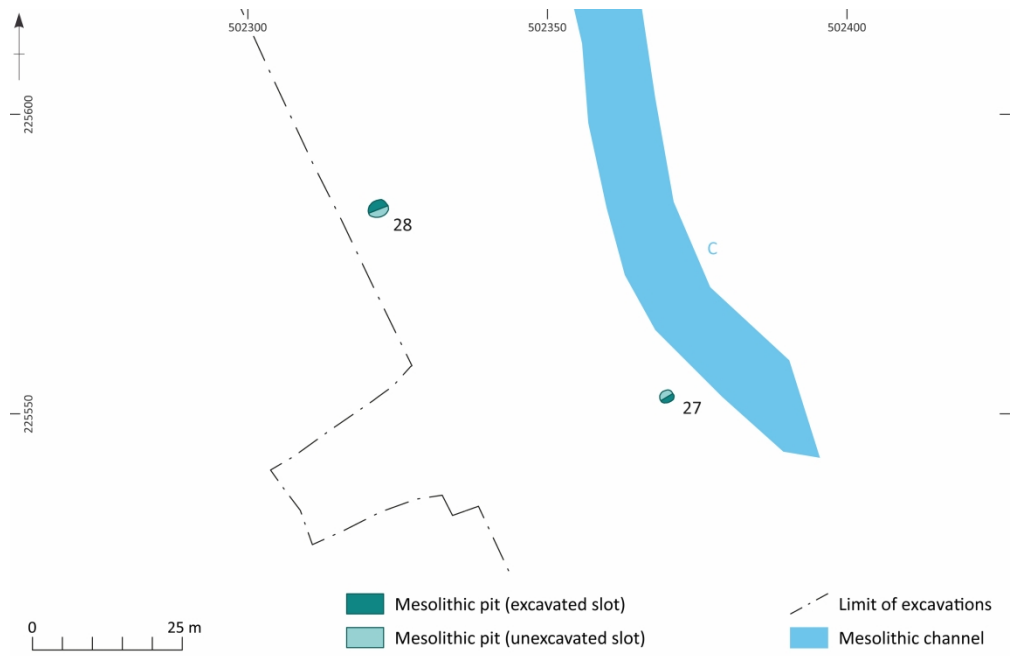 502300
502350
502400
225600
28
C
225550
27
Mesolithic pit (excavated slot)
Limit of excavations
0
25 m
Mesolithic pit (unexcavated slot)
Mesolithic channel